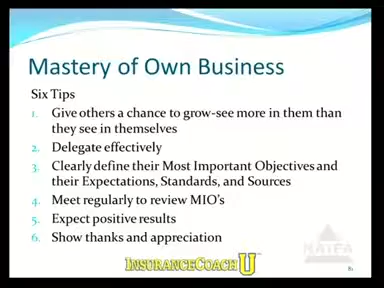 Mastery of Own Business
Six Tips
1. Give others a chance to grow-see more in them than
they see in themselves
2. Delegate effectively
3. Clearly define their Most Important Objectives and
their Expectations, Standards, and Sources
4. Meet regularly to review MIO's
5. Expect positive results
6. Show thanks and appreciation
INSURANCECOACH U